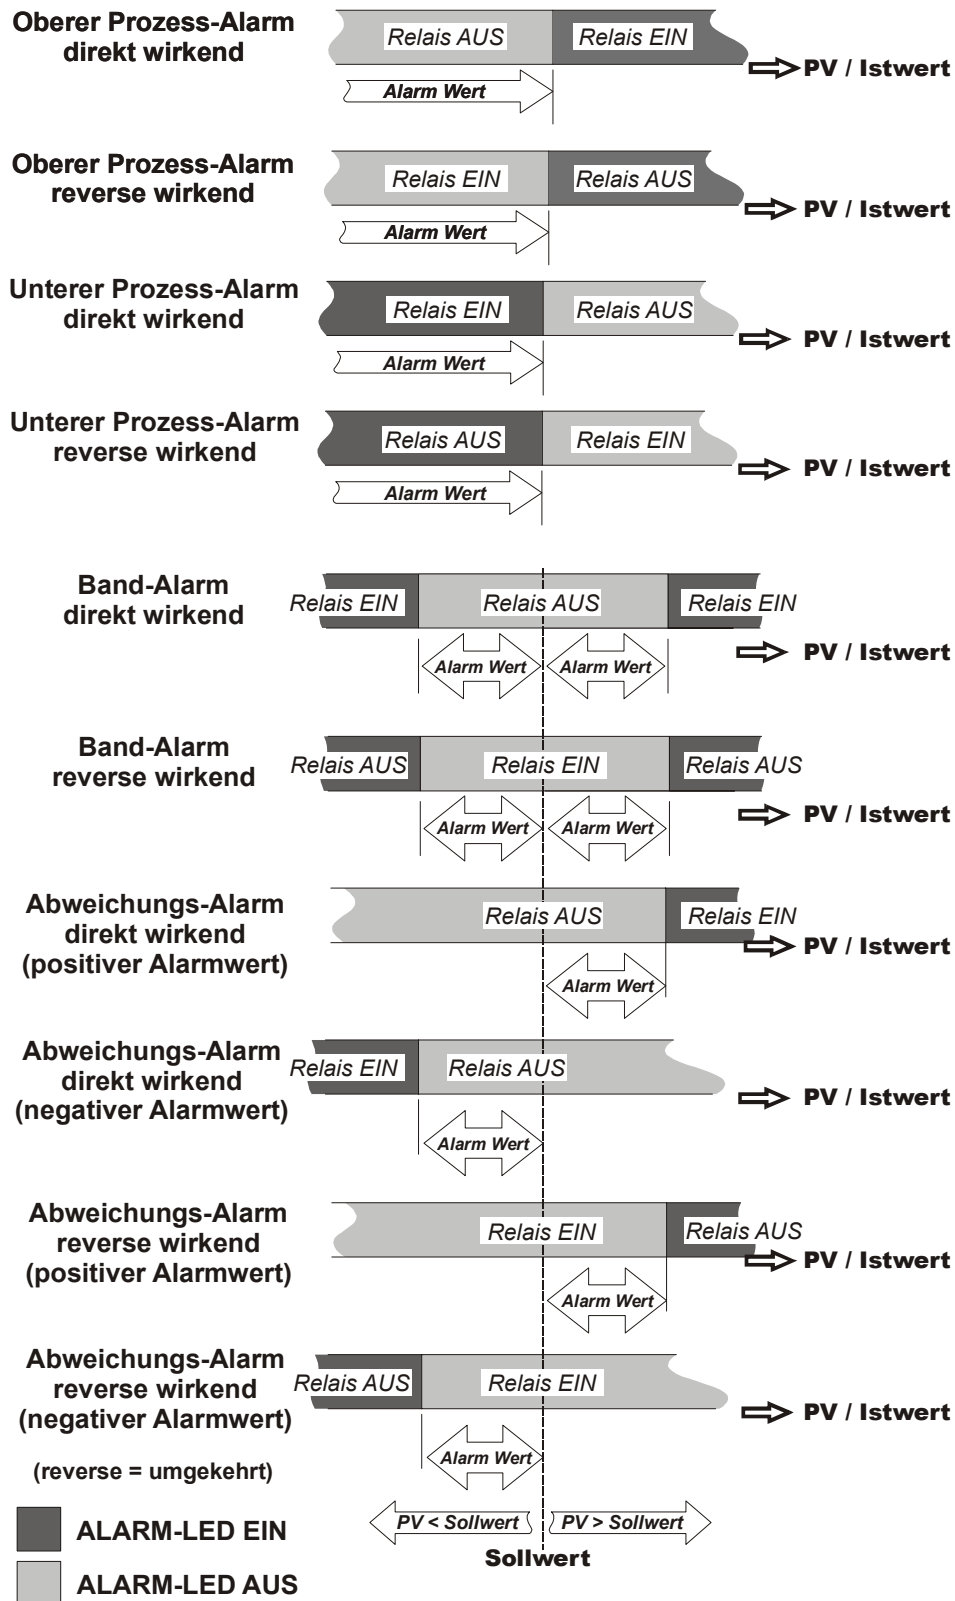 Oberer Prozess-Alarm
direkt wirkend
Relais AUS
Relais EIN
Alarm Wert
PV / Istwert
Oberer Prozess-Alarm
reverse wirkend
Relais EIN
Relais AUS
Alarm Wert
PV / Istwert
Unterer Prozess-Alarm
direkt wirkend
Relais EIN
Relais AUS
Alarm Wert
PV / Istwert
Unterer Prozess-Alarm
reverse wirkend
Relais AUS
Relais EIN
Alarm Wert
PV / Istwert
Band-Alarm
direkt wirkend
Relais EIN
Relais AUS
Relais EIN
Alarm Wert
Alarm Wert
PV / Istwert
Band-Alarm
reverse wirkend
Relais AUS
Relais EIN
Relais AUS
Alarm Wert
Alarm Wert
PV / Istwert
Abweichungs-Alarm
direkt wirkend
(positiver Alarmwert)
Relais AUS
Relais EIN
Alarm Wert
PV / Istwert
Abweichungs-Alarm
direkt wirkend
(negativer Alarmwert)
Relais EIN
Relais AUS
Alarm Wert
PV / Istwert
Abweichungs-Alarm
reverse wirkend
(positiver Alarmwert)
Relais EIN
Relais AUS
Alarm Wert
PV / Istwert
Abweichungs-Alarm
reverse wirkend
(negativer Alarmwert)
Relais AUS
Relais EIN
Alarm Wert
PV / Istwert
(reverse = umgekehrt)
PV < Sollwert
PV > Sollwert
Sollwert
ALARM-LED EIN
ALARM-LED AUS